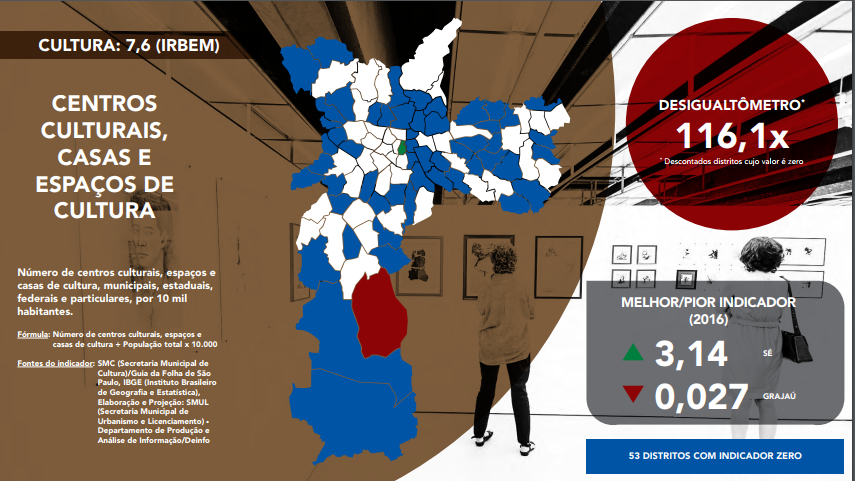 CULTURA: 7,6 (IRBEM)
CENTROS
CULTURAIS,
CASAS E
ESPAÇOS DE
CULTURA
Número de centros culturais, espaços e
casas de cultura, municipais, estaduais,
federais e particulares, por 10 mil
habitantes.
Fórmula: Número de centros culturais, espaços e
casas de cultura ÷ População total x 10.000
Fontes do indicador: SMC (Secretaria Municipal de
Cultura)/Guia da Folha de São
Paulo, IBGE (Instituto Brasileiro
de Geografia e Estatística),
Elaboração e Projeção: SMUL
(Secretaria Municipal de
Urbanismo e Licenciamento) •
Departamento de Produção e
Análise de Informação/Deinfo
DESIGUALTÔMETRO*
116,1x
* Descontados distritos cujo valor é zero
MELHOR/PIOR INDICADOR
(2016)
3,14 SÉ
0,027 GRAJAÚ
53 DISTRITOS COM INDICADOR ZERO